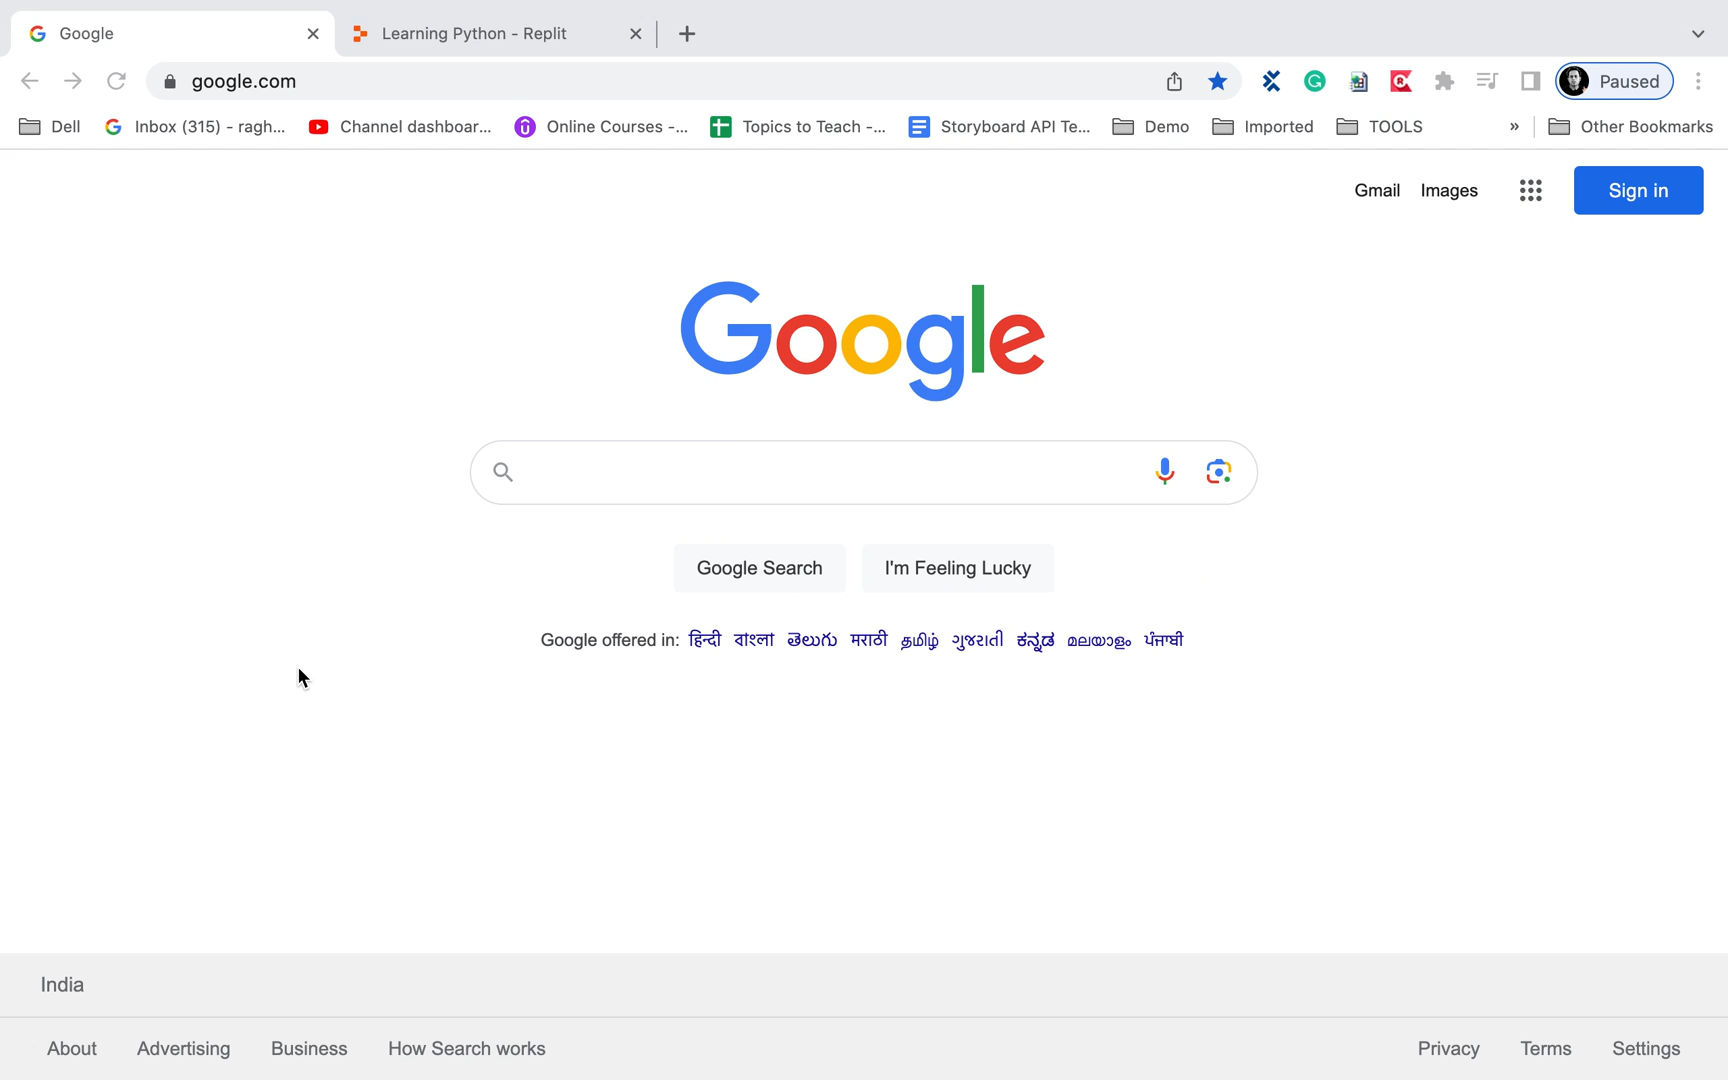 Google
Learning Python - Replit
google.com
Paused
Dell
Inbox (315) - ragh...
Channel dashboar...
Online Courses -...
Topics to Teach -...
Storyboard API Te...
Demo
Imported
TOOLS
»
Other Bookmarks
Gmail
Images
Sign in
Google
Google Search
I'm Feeling Lucky
Google offered in: हिन्दी বাংলা తెలుగు मराठी தமிழ் ગુજરાતી ಕನ್ನಡ മലയാളം ਪੰਜਾਬੀ
India
About
Advertising
Business
How Search works
Privacy
Terms
Settings